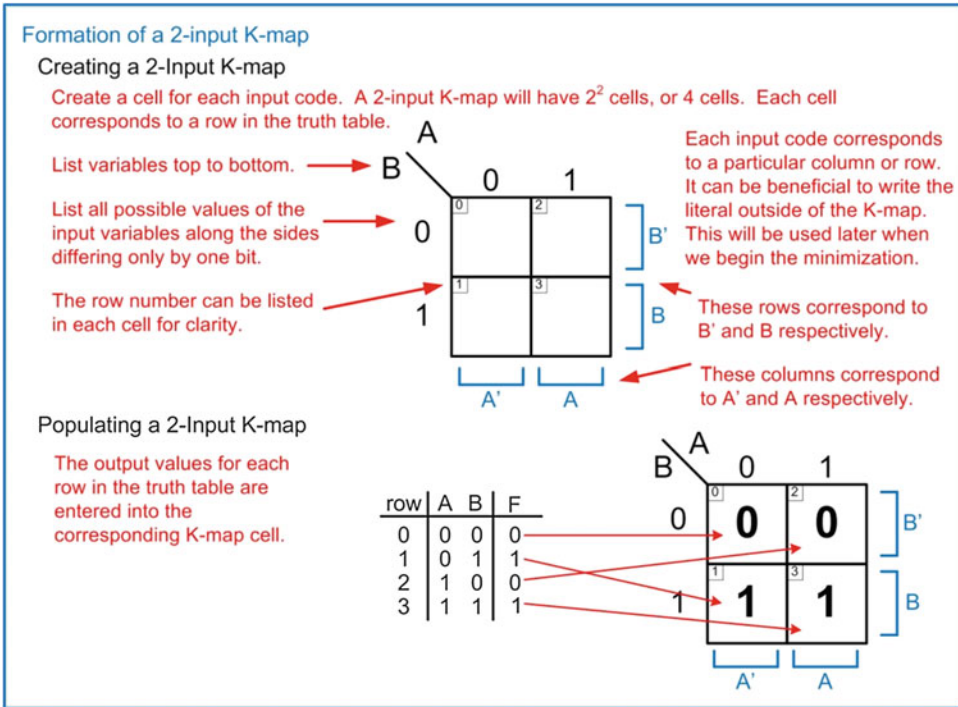 Formation of a 2-input K-map
Creating a 2-Input K-map
Create a cell for each input code. A 2-input K-map will have 2² cells, or 4 cells. Each cell
corresponds to a row in the truth table.
List variables top to bottom.
List all possible values of the
input variables along the sides
differing only by one bit.
The row number can be listed
in each cell for clarity.
A
B
0 1
0
0 2
1
1 3
B'
B
A' A
Each input code corresponds
to a particular column or row.
It can be beneficial to write the
literal outside of the K-map.
This will be used later when
we begin the minimization.
These rows correspond to
B' and B respectively.
These columns correspond
to A' and A respectively.
Populating a 2-Input K-map
The output values for each
row in the truth table are
entered into the
corresponding K-map cell.
row A B F
0 0 0 0
1 0 1 1
2 1 0 0
3 1 1 1
A
B
0 1
0 2
0 0 0
B'
1 3
1 1 1
B
A' A